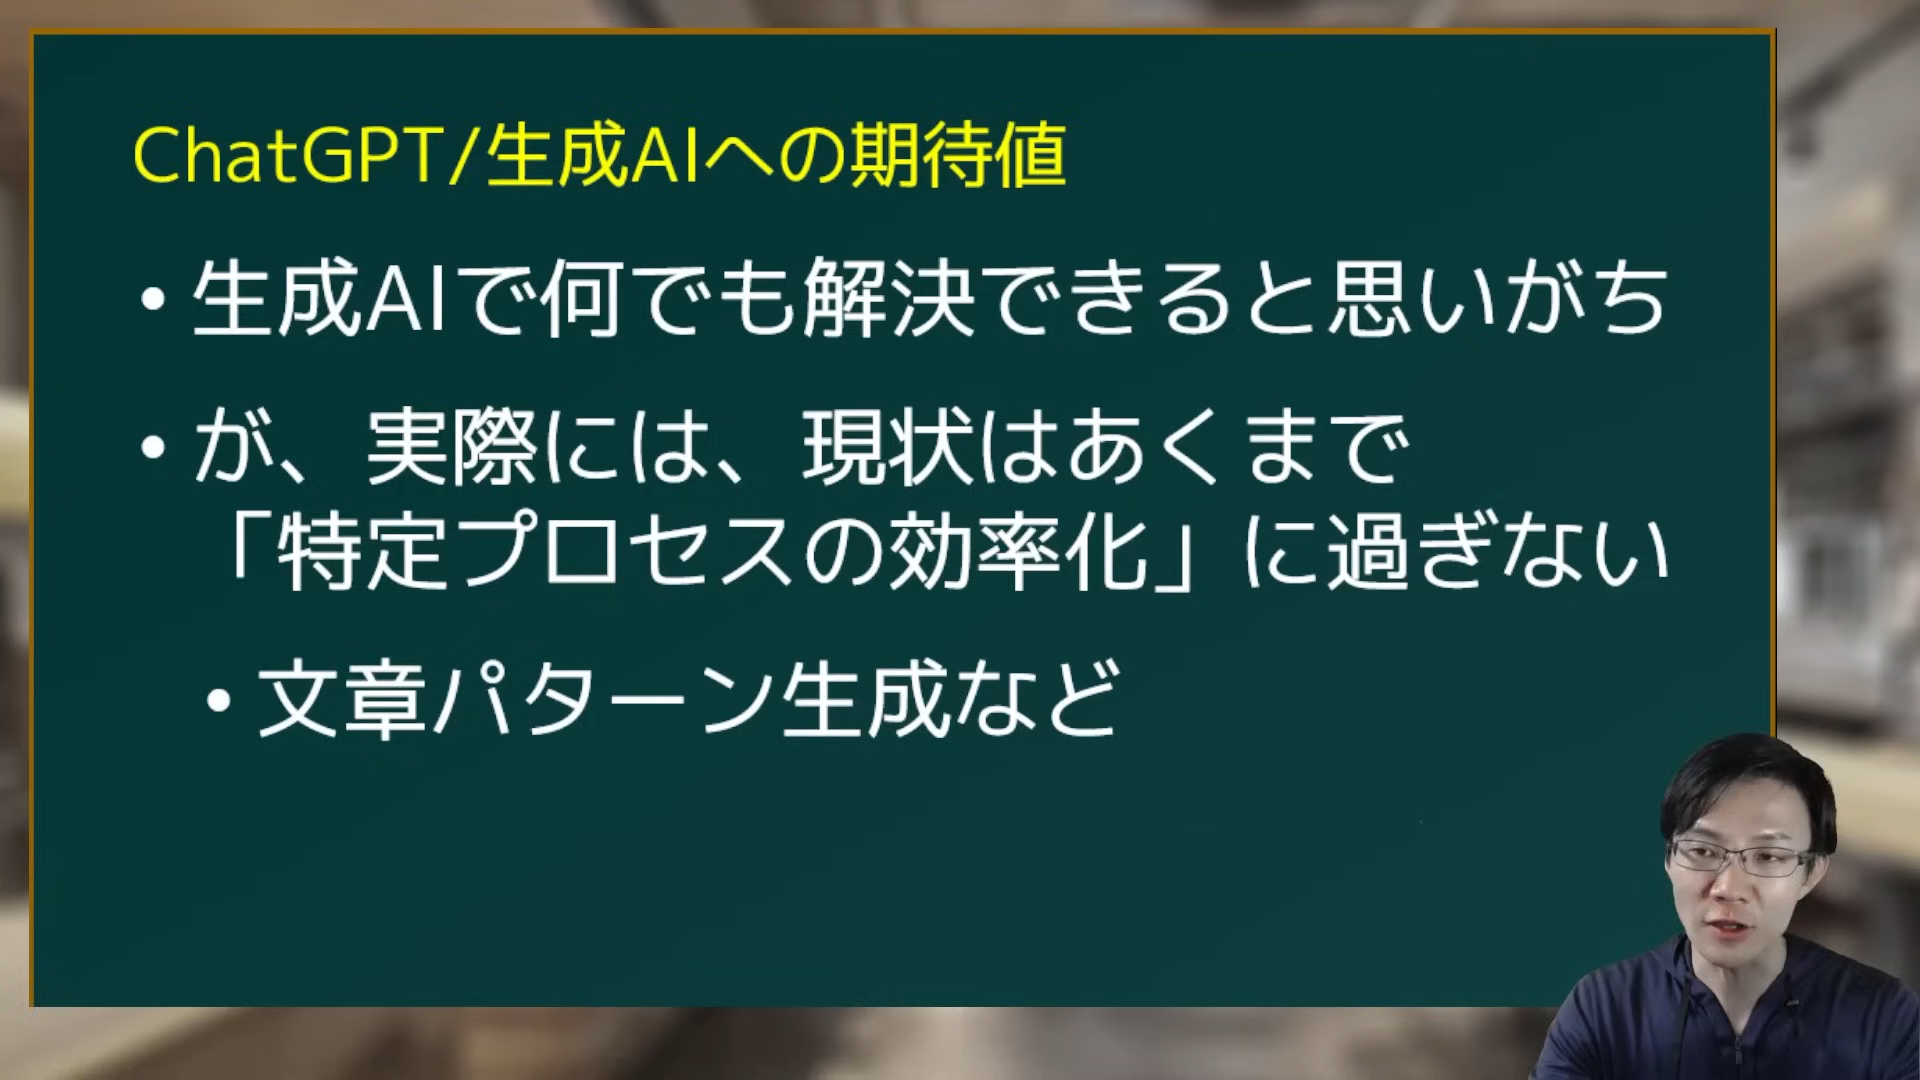 ChatGPT/生成AIへの期待値
• 生成AIで何でも解決できると思いがち
• が、実際には、現状はあくまで
「特定プロセスの効率化」に過ぎない
• 文章パターン生成など